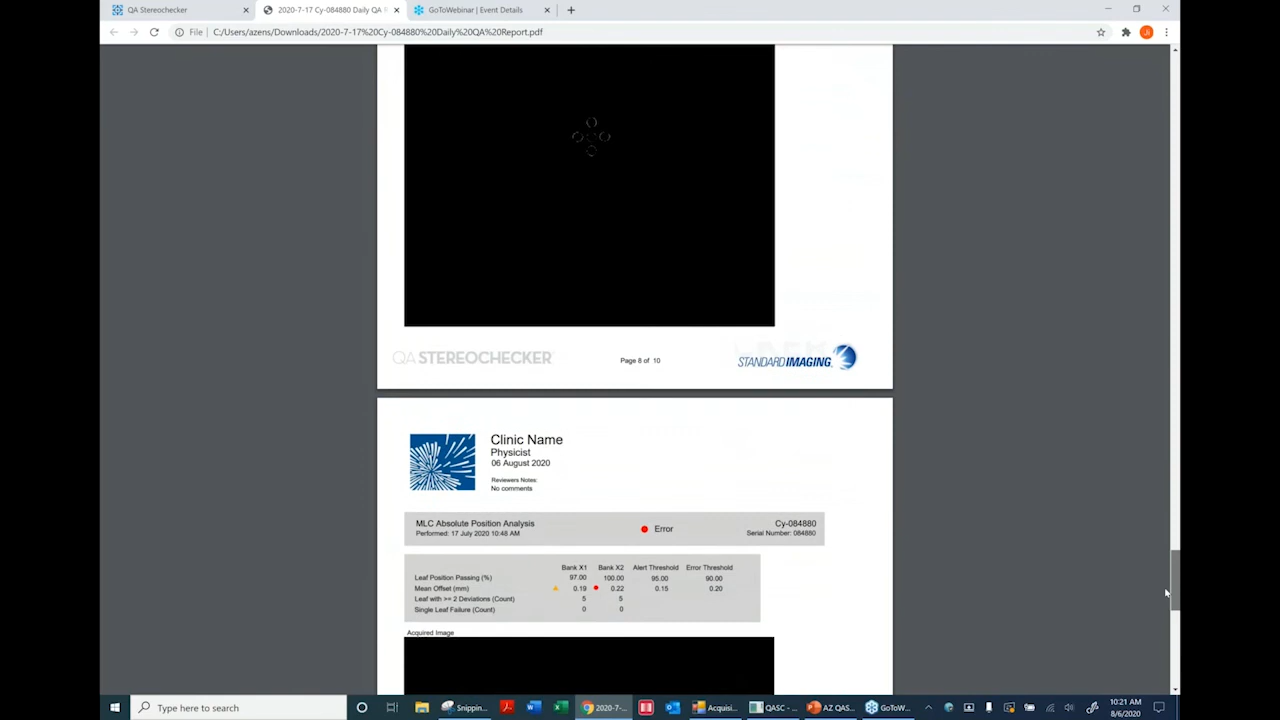 QA Stereochecker
2020-7-17 Cy-084880 Daily QA R
GoToWebinar | Event Details
File
C:/Users/azens/Downloads/2020-7-17%20Cy-084880%20Daily%20QA%20Report.pdf
Ji
QA STEREOCHECKER
Page 8 of 10
STANDARD IMAGING
Clinic Name
Physicist
06 August 2020
Reviewers Notes:
No comments
MLC Absolute Position Analysis
Error
Cy-084880
Performed: 17 July 2020 10:48 AM
Serial Number: 084880
Bank X1 Bank X2 Alert Threshold Error Threshold
Leaf Position Passing (%) 97.00 100.00 95.00 90.00
Mean Offset (mm) 0.19 0.22 0.15 0.20
Leaf with >= 2 Deviations (Count) 5 5
Single Leaf Failure (Count) 0 0
Acquired Image
Type here to search
Snippin...
2020-7-...
Acquisi...
QASC - ...
AZ QAS...
GoToW...
10:21 AM
8/6/2020